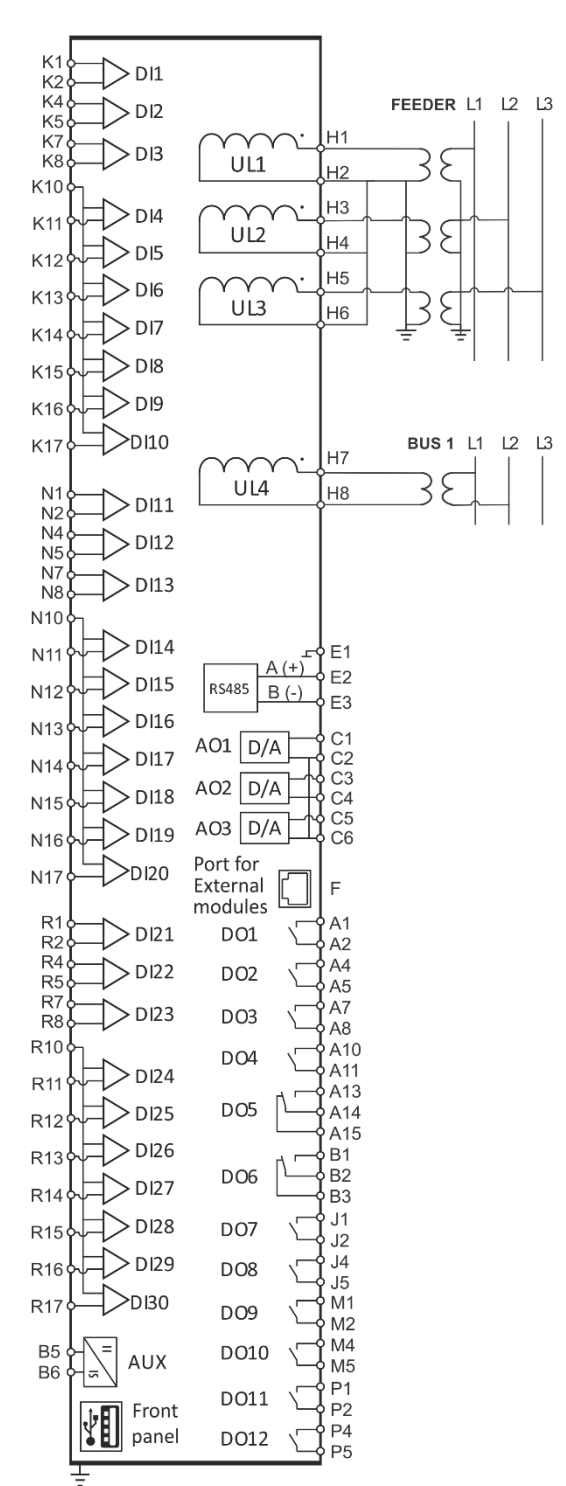 K1
K2
DI1
K4
K5
DI2
K7
K8
DI3
K10
K11
DI4
K12
DI5
K13
DI6
K14
DI7
K15
DI8
K16
DI9
K17
DI10
N1
N2
DI11
N4
N5
DI12
N7
N8
DI13
N10
N11
DI14
N12
DI15
N13
DI16
N14
DI17
N15
DI18
N16
DI19
N17
DI20
R1
R2
DI21
R4
R5
DI22
R7
R8
DI23
R10
R11
DI24
R12
DI25
R13
DI26
R14
DI27
R15
DI28
R16
DI29
R17
DI30
B5
B6
AUX
Front
panel
UL1
H1
H2
UL2
H3
H4
UL3
H5
H6
FEEDER L1 L2 L3
UL4
H7
H8
BUS 1 L1 L2 L3
RS485
A (+)
B (-)
E1
E2
E3
AO1 D/A
C1
C2
AO2 D/A
C3
C4
AO3 D/A
C5
C6
Port for
External
modules
F
DO1
A1
A2
DO2
A4
A5
DO3
A7
A8
DO4
A10
A11
DO5
A13
A14
A15
DO6
B1
B2
B3
DO7
J1
J2
DO8
J4
J5
DO9
M1
M2
DO10
M4
M5
DO11
P1
P2
DO12
P4
P5